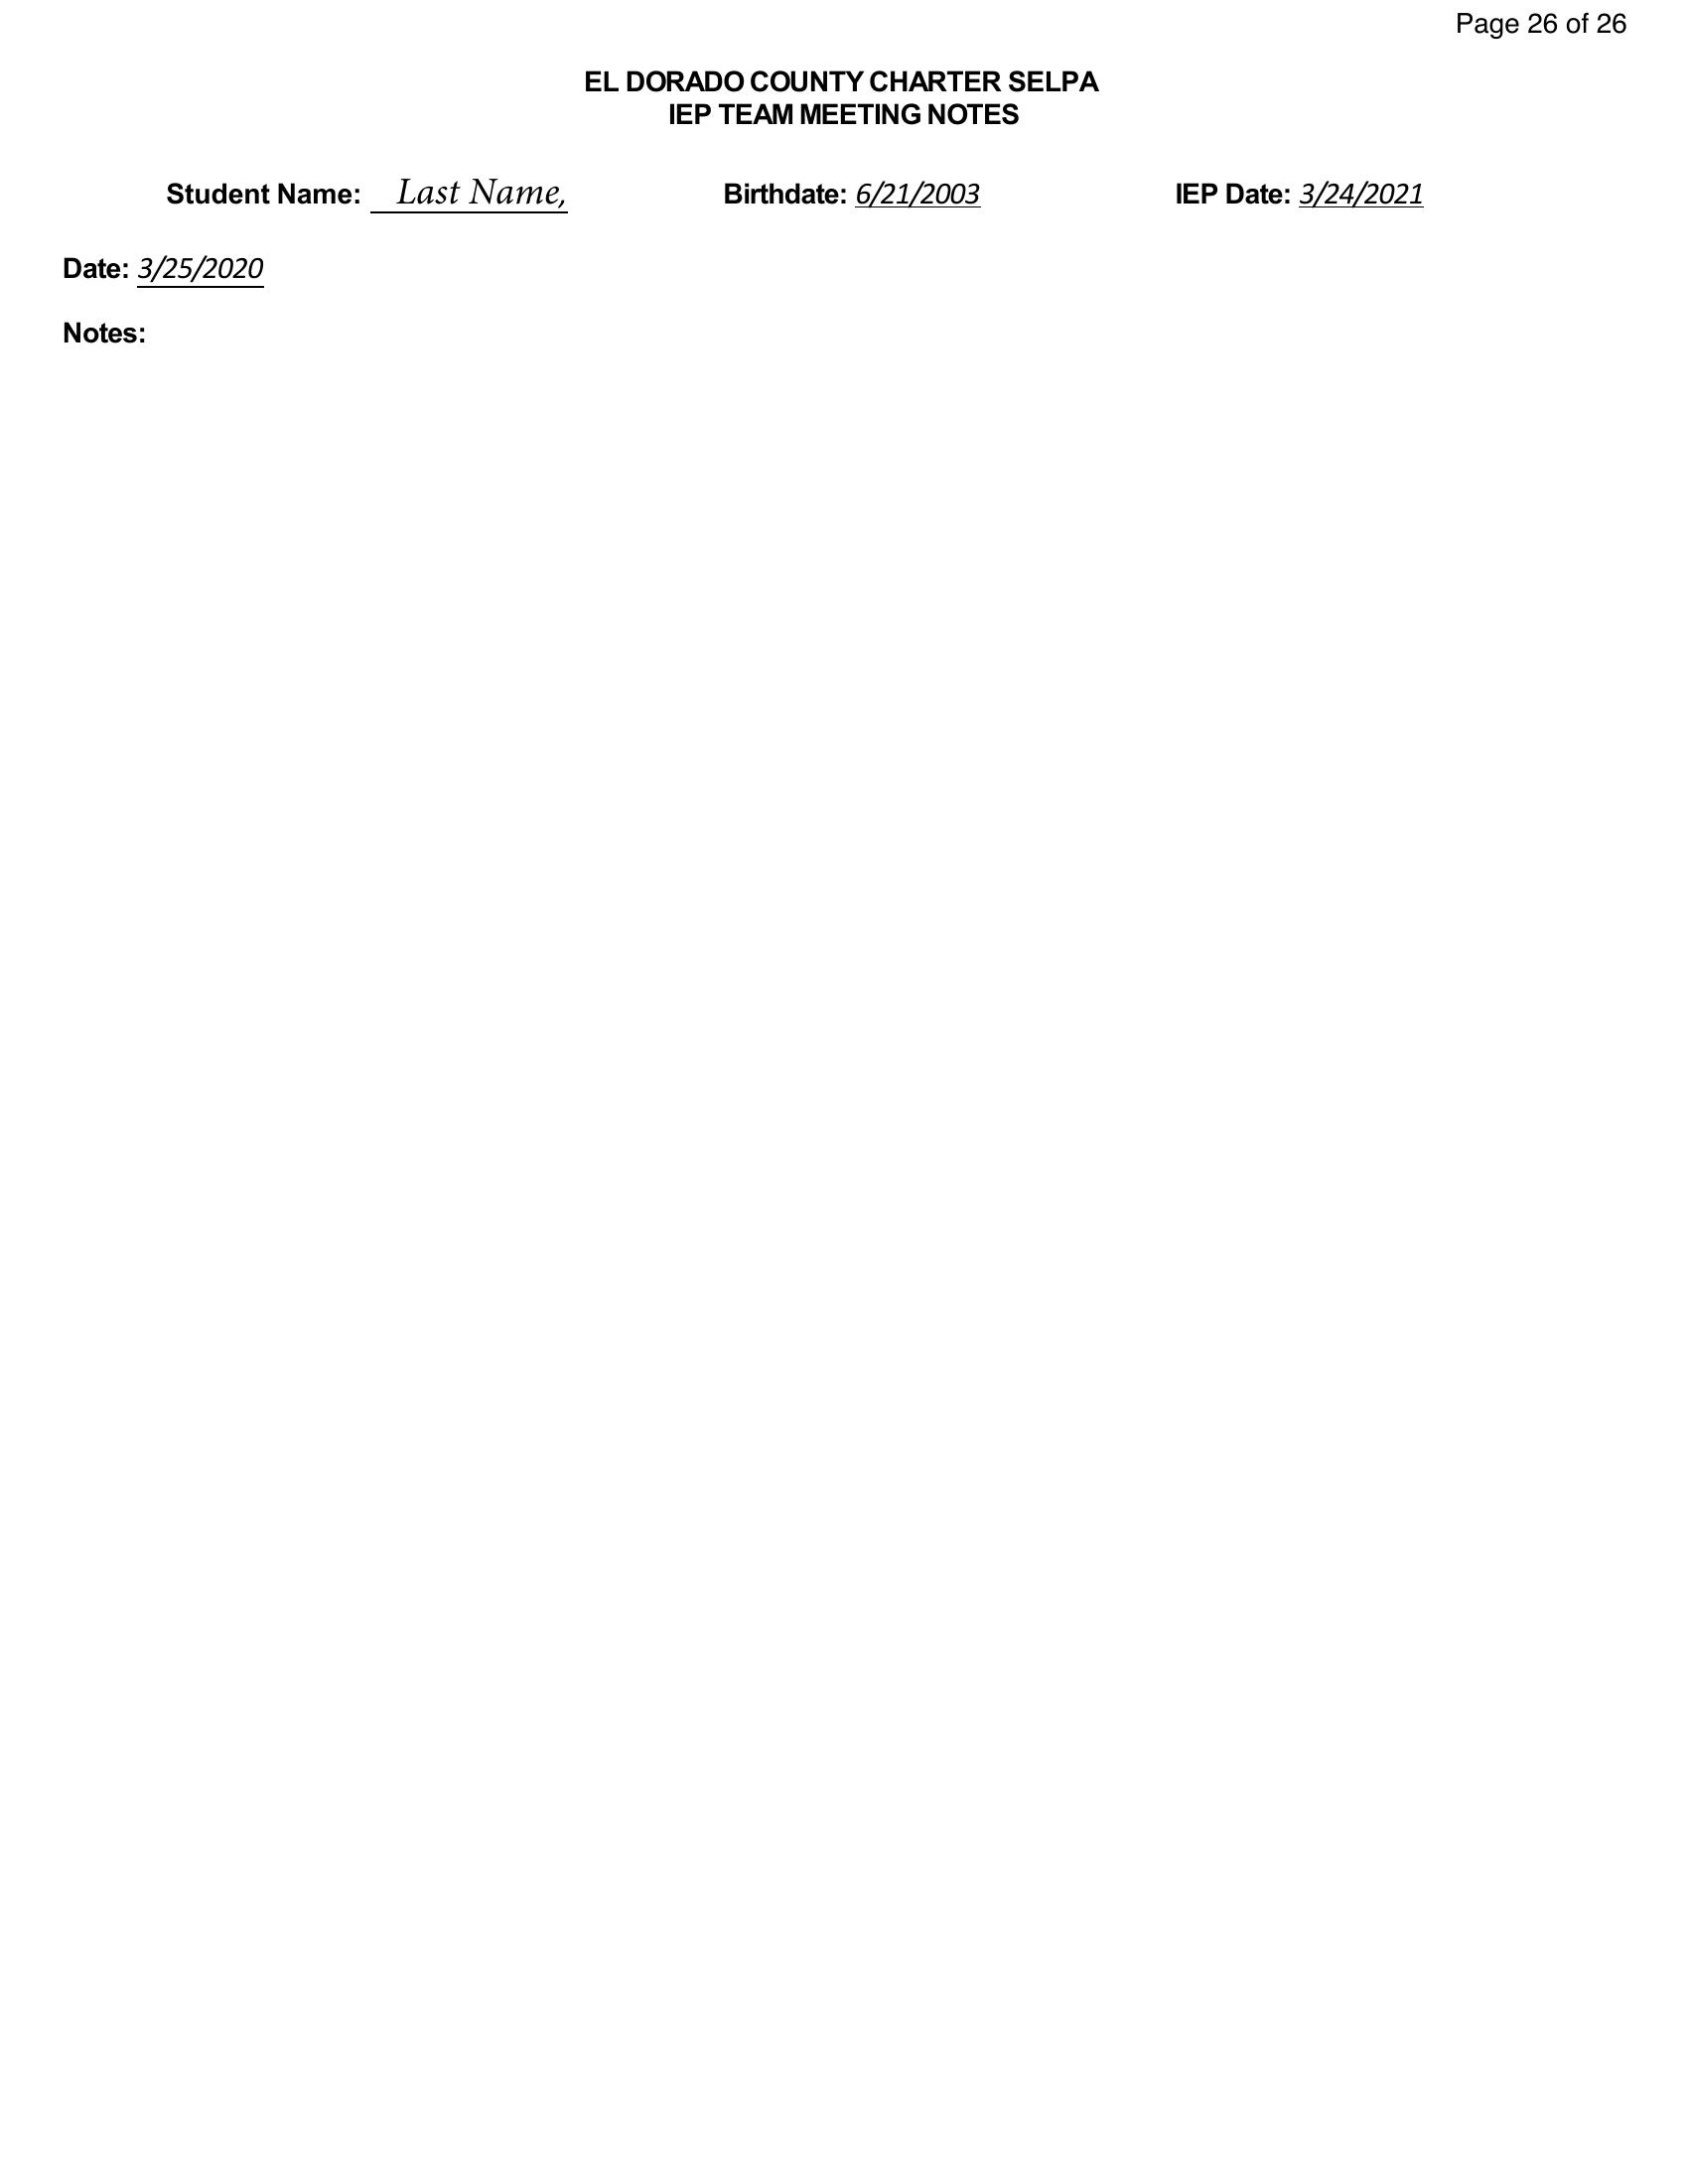 Page 26 of 26
EL DORADO COUNTY CHARTER SELPA
IEP TEAM MEETING NOTES
Student Name: Last Name, Birthdate: 6/21/2003 IEP Date: 3/24/2021
Date: 3/25/2020
Notes: